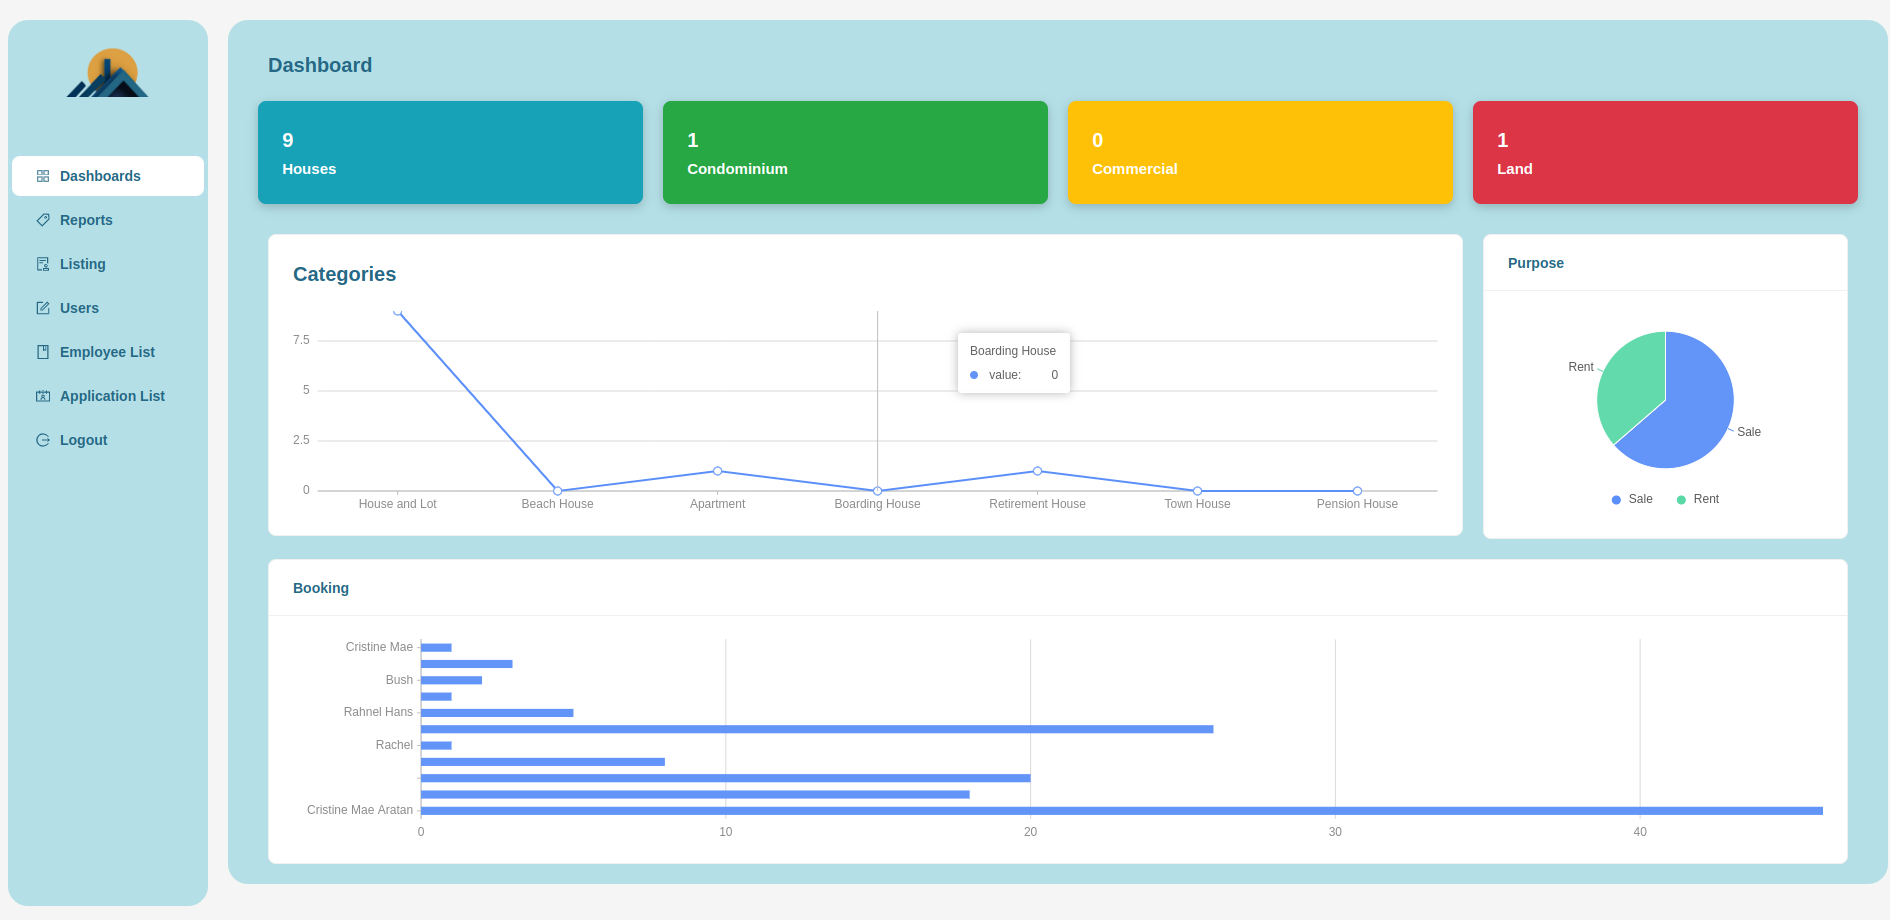 Dashboard
9
Houses
1
Condominium
0
Commercial
1
Land
Dashboards
Reports
Listing
Users
Employee List
Application List
Logout
Categories
7.5
5
2.5
0
House and Lot
Beach House
Apartment
Boarding House
Retirement House
Town House
Pension House
Boarding House
value: 0
Purpose
Rent
Sale
Sale Rent
Booking
Cristine Mae
Bush
Rahnel Hans
Rachel
Cristine Mae Aratan
0 10 20 30 40